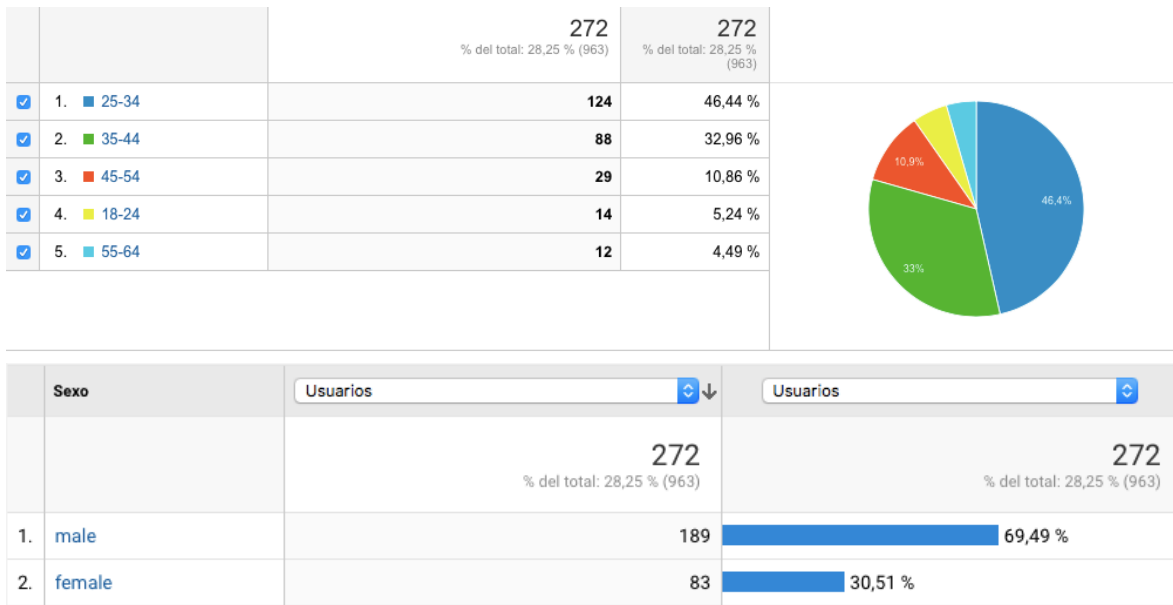 272 272
% del total: 28,25 % (963) % del total: 28,25 %
(963)
1. 25-34 124 46,44 %
2. 35-44 88 32,96 %
3. 45-54 29 10,86 %
4. 18-24 14 5,24 %
5. 55-64 12 4,49 %
46,4%
33%
10,9%
Sexo Usuarios Usuarios
272 272
% del total: 28,25 % (963) % del total: 28,25 % (963)
1. male 189 69,49 %
2. female 83 30,51 %